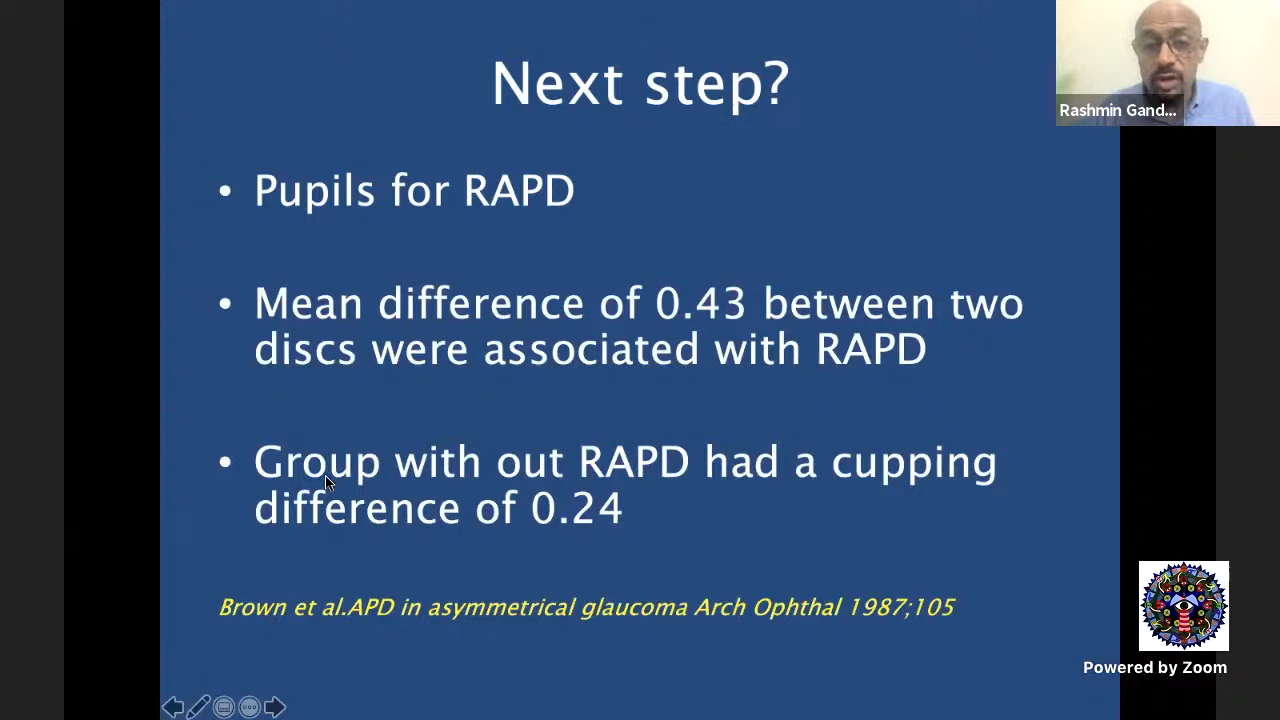 Next step?
Rashmin Gand...
• Pupils for RAPD
• Mean difference of 0.43 between two
discs were associated with RAPD
• Group with out RAPD had a cupping
difference of 0.24
Brown et al.APD in asymmetrical glaucoma Arch Ophthal 1987;105
Powered by Zoom